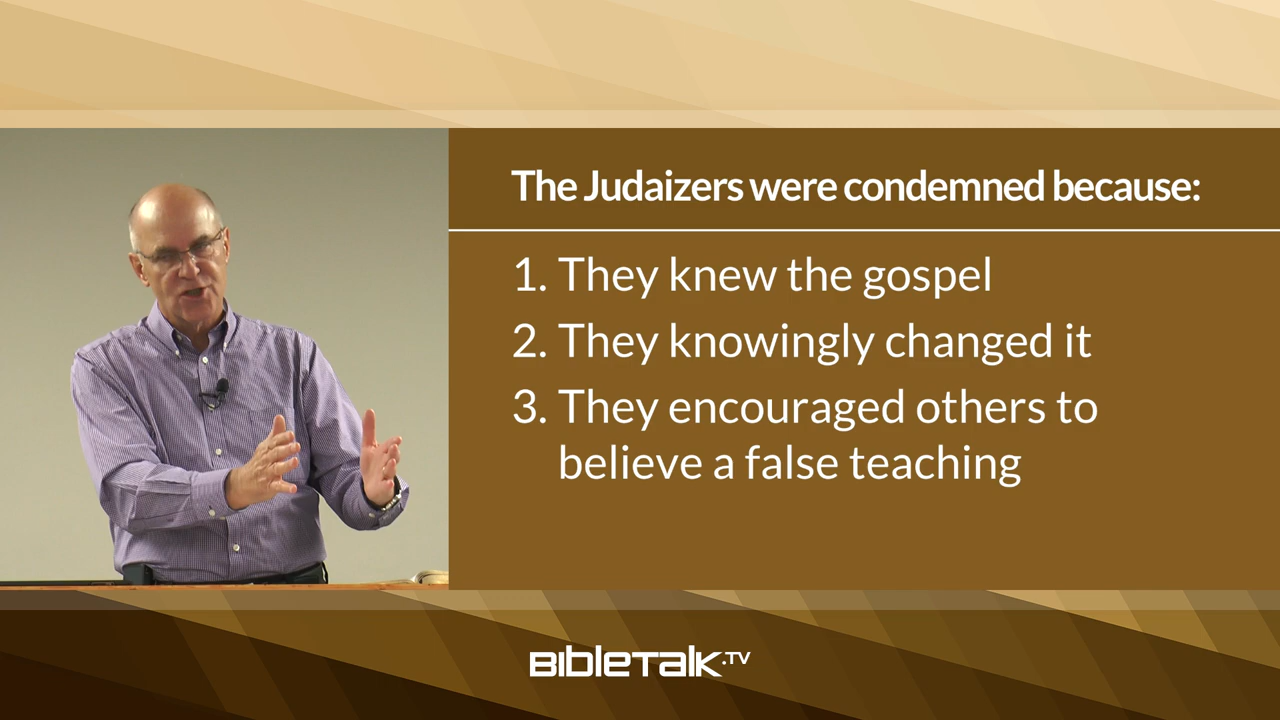 The Judaizers were condemned because:
1. They knew the gospel
2. They knowingly changed it
3. They encouraged others to
believe a false teaching
BibleTalk.TV